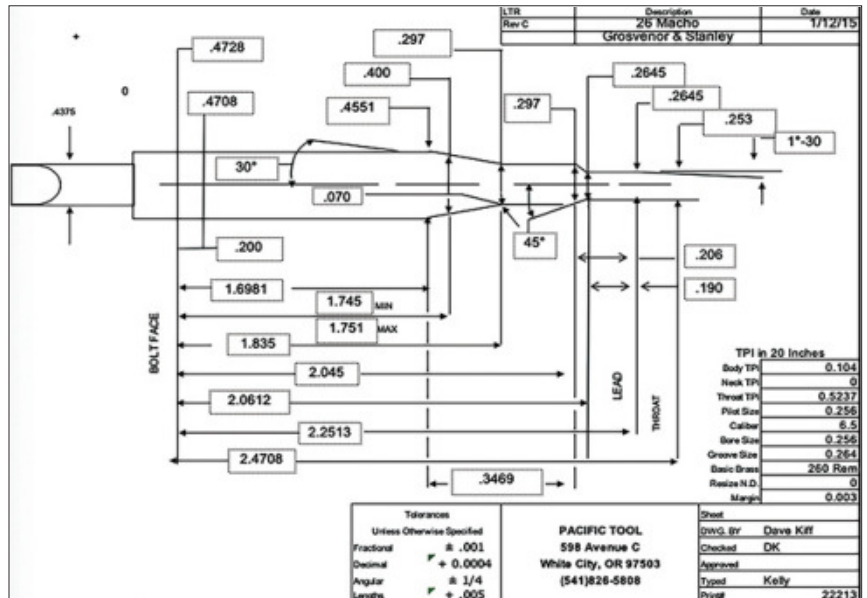 LTR Description Date
Rev C 26 Macho 1/12/15
Grosvenor & Stanley
.4728
.297
.400
.2645
.2645
.253
1°-30
.4708
.4551
.297
0
.4375
30°
.070
45°
.200
.206
.190
1.6981
1.745 MIN
1.751 MAX
1.835
2.045
2.0612
2.2513
2.4708
.3469
BOLT FACE
LEAD
THROAT
TPI in 20 Inches
Body TPI 0.104
Neck TPI 0
Throat TPI 0.5237
Pilot Size 0.256
Caliber 6.5
Bore Size 0.256
Groove Size 0.264
Basic Brass 260 Rem
Resize N.D. 0
Margin 0.003
Tolerances
Unless Otherwise Specified
Fractional ± .001
Decimal + 0.0004
Angular ± 1/4
Lengths + .005
PACIFIC TOOL
598 Avenue C
White City, OR 97503
(541)826-5808
Sheet
DWG. BY Dave Kiff
Checked DK
Approved
Typed Kelly
Print# 22213